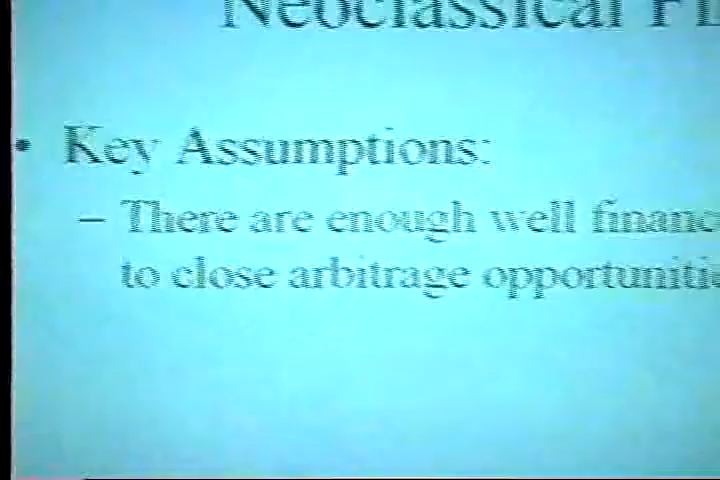 Neoclassical
• Key Assumptions:
– There are enough well
to close arbitrage